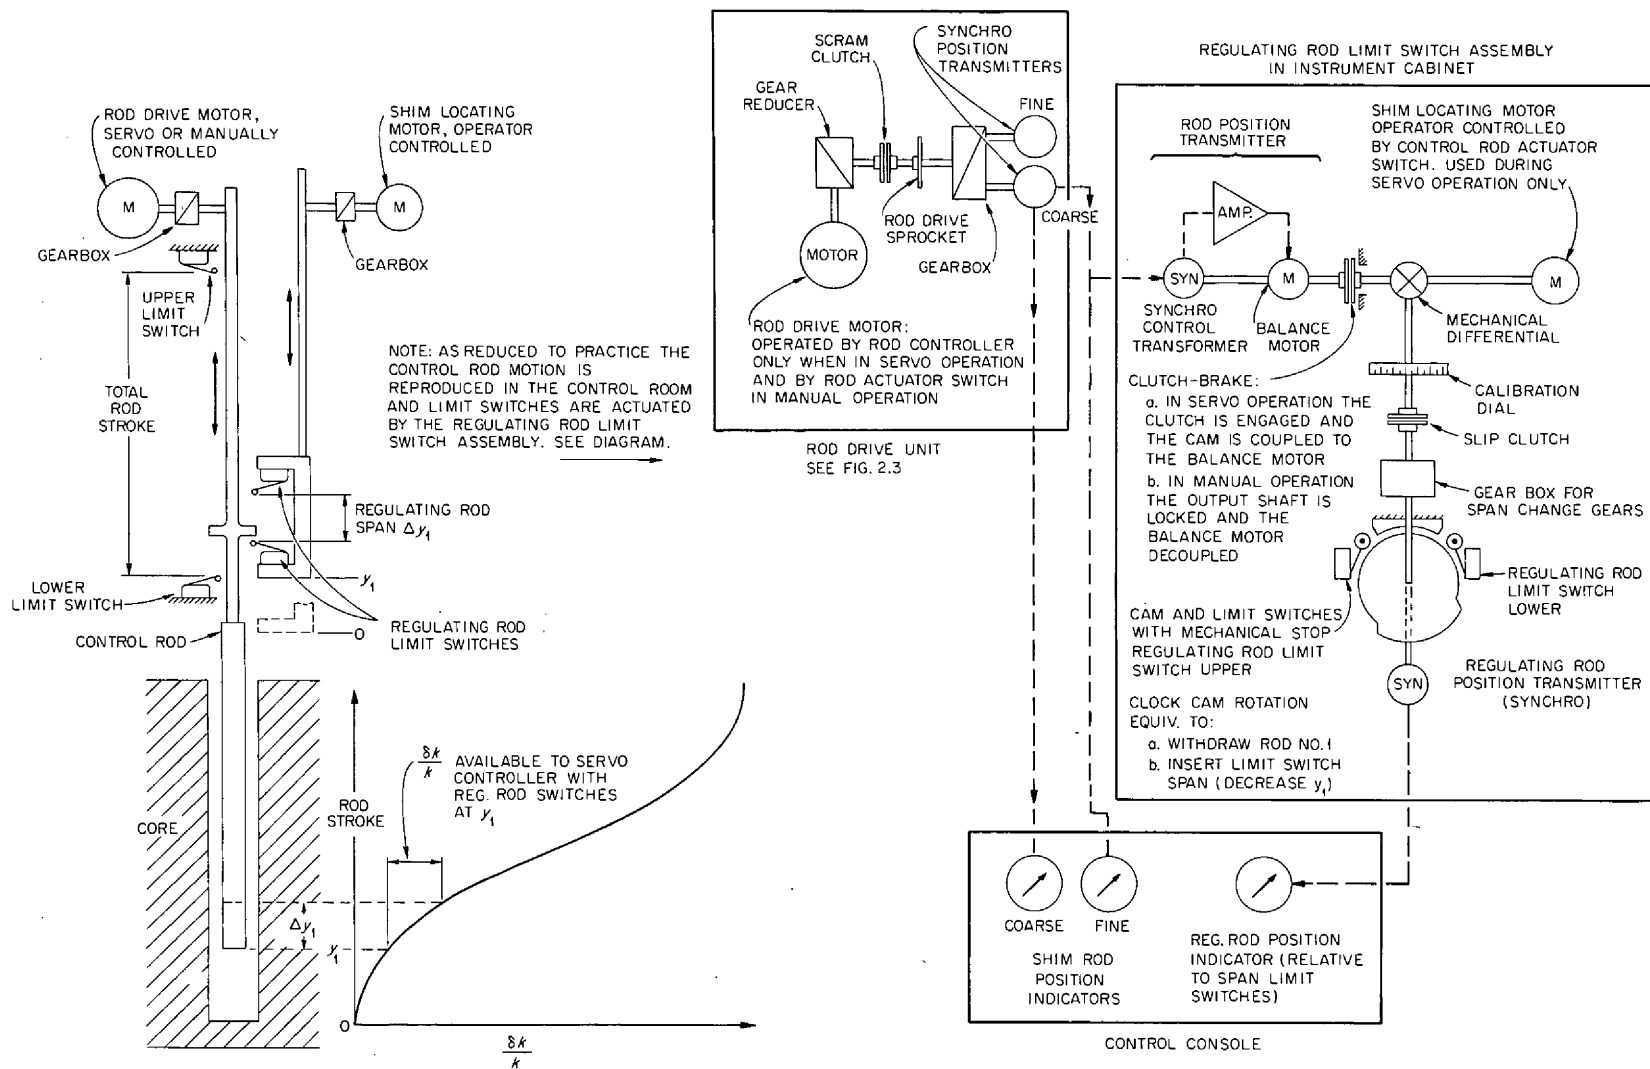 ROD DRIVE MOTOR,
SERVO OR MANUALLY
CONTROLLED
SHIM LOCATING
MOTOR, OPERATOR
CONTROLLED
M
M
GEARBOX
GEARBOX
UPPER
LIMIT
SWITCH
TOTAL
ROD
STROKE
NOTE: AS REDUCED TO PRACTICE THE
CONTROL ROD MOTION IS
REPRODUCED IN THE CONTROL ROOM
AND LIMIT SWITCHES ARE ACTUATED
BY THE REGULATING ROD LIMIT
SWITCH ASSEMBLY. SEE DIAGRAM.
REGULATING ROD
SPAN Δy₁
LOWER
LIMIT SWITCH
y₁
O
CONTROL ROD
REGULATING ROD
LIMIT SWITCHES
CORE
ROD
STROKE
δk/k AVAILABLE TO SERVO
CONTROLLER WITH
REG. ROD SWITCHES
AT y₁
Δy₁
y₁
O
δk/k
SCRAM
CLUTCH
SYNCHRO
POSITION
TRANSMITTERS
GEAR
REDUCER
FINE
COARSE
ROD DRIVE
SPROCKET
GEARBOX
MOTOR
ROD DRIVE MOTOR:
OPERATED BY ROD CONTROLLER
ONLY WHEN IN SERVO OPERATION
AND BY ROD ACTUATOR SWITCH
IN MANUAL OPERATION
ROD DRIVE UNIT
SEE FIG. 2.3
REGULATING ROD LIMIT SWITCH ASSEMBLY
IN INSTRUMENT CABINET
ROD POSITION
TRANSMITTER
SHIM LOCATING MOTOR
OPERATOR CONTROLLED
BY CONTROL ROD ACTUATOR
SWITCH. USED DURING
SERVO OPERATION ONLY
AMP.
SYN
M
M
SYNCHRO
CONTROL
TRANSFORMER
BALANCE
MOTOR
MECHANICAL
DIFFERENTIAL
CLUTCH-BRAKE:
a. IN SERVO OPERATION THE
CLUTCH IS ENGAGED AND
THE CAM IS COUPLED TO
THE BALANCE MOTOR
b. IN MANUAL OPERATION
THE OUTPUT SHAFT IS
LOCKED AND THE
BALANCE MOTOR
DECOUPLED
CALIBRATION
DIAL
SLIP CLUTCH
GEAR BOX FOR
SPAN CHANGE GEARS
REGULATING ROD
LIMIT SWITCH
LOWER
CAM AND LIMIT SWITCHES
WITH MECHANICAL STOP
REGULATING ROD LIMIT
SWITCH UPPER
SYN
REGULATING ROD
POSITION TRANSMITTER
(SYNCHRO)
CLOCK CAM ROTATION
EQUIV. TO:
a. WITHDRAW ROD NO. 1
b. INSERT LIMIT SWITCH
SPAN (DECREASE y₁)
COARSE
FINE
SHIM ROD
POSITION
INDICATORS
REG. ROD POSITION
INDICATOR (RELATIVE
TO SPAN LIMIT
SWITCHES)
CONTROL CONSOLE